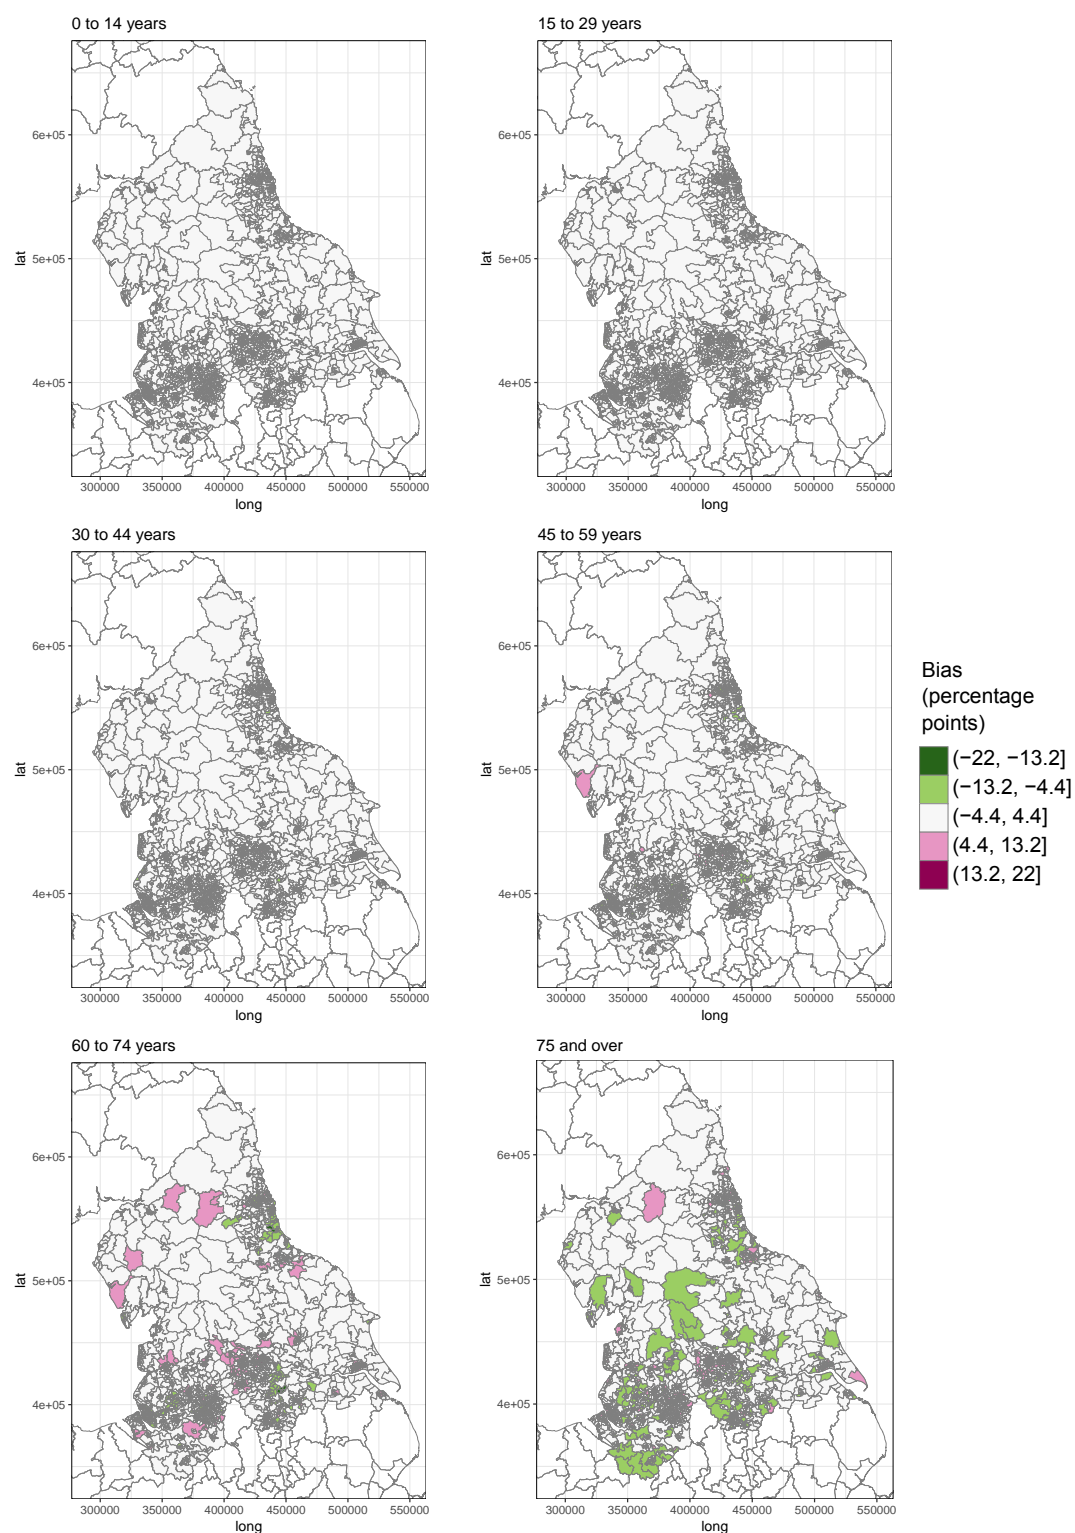 0 to 14 years
15 to 29 years
6e+05
5e+05
4e+05
lat
300000 350000 400000 450000 500000 550000
long
6e+05
5e+05
4e+05
lat
300000 350000 400000 450000 500000 550000
long
30 to 44 years
45 to 59 years
6e+05
5e+05
4e+05
lat
300000 350000 400000 450000 500000 550000
long
6e+05
5e+05
4e+05
lat
300000 350000 400000 450000 500000 550000
long
Bias
(percentage
points)
(−22, −13.2]
(−13.2, −4.4]
(−4.4, 4.4]
(4.4, 13.2]
(13.2, 22]
60 to 74 years
75 and over
6e+05
5e+05
4e+05
lat
300000 350000 400000 450000 500000 550000
long
6e+05
5e+05
4e+05
lat
300000 350000 400000 450000 500000 550000
long